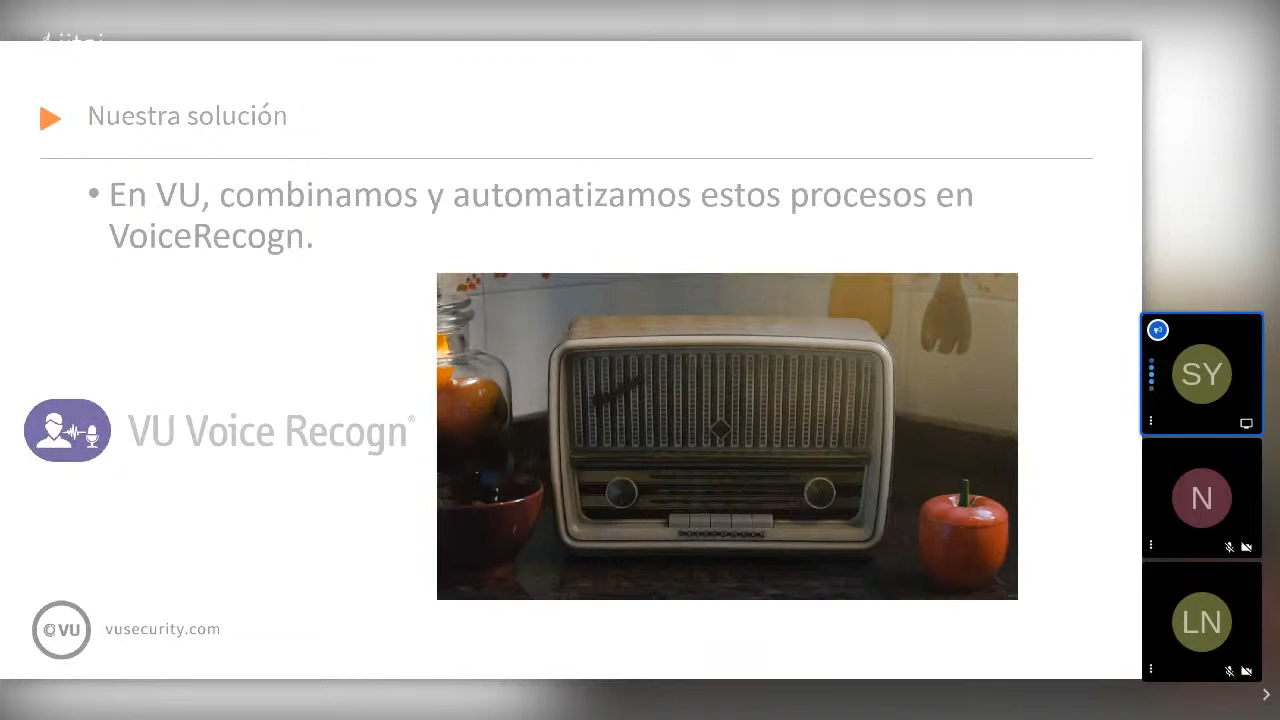 Nuestra solución
• En VU, combinamos y automatizamos estos procesos en
VoiceRecogn.
VU Voice Recogn®
VU
vusecurity.com
SY
N
LN